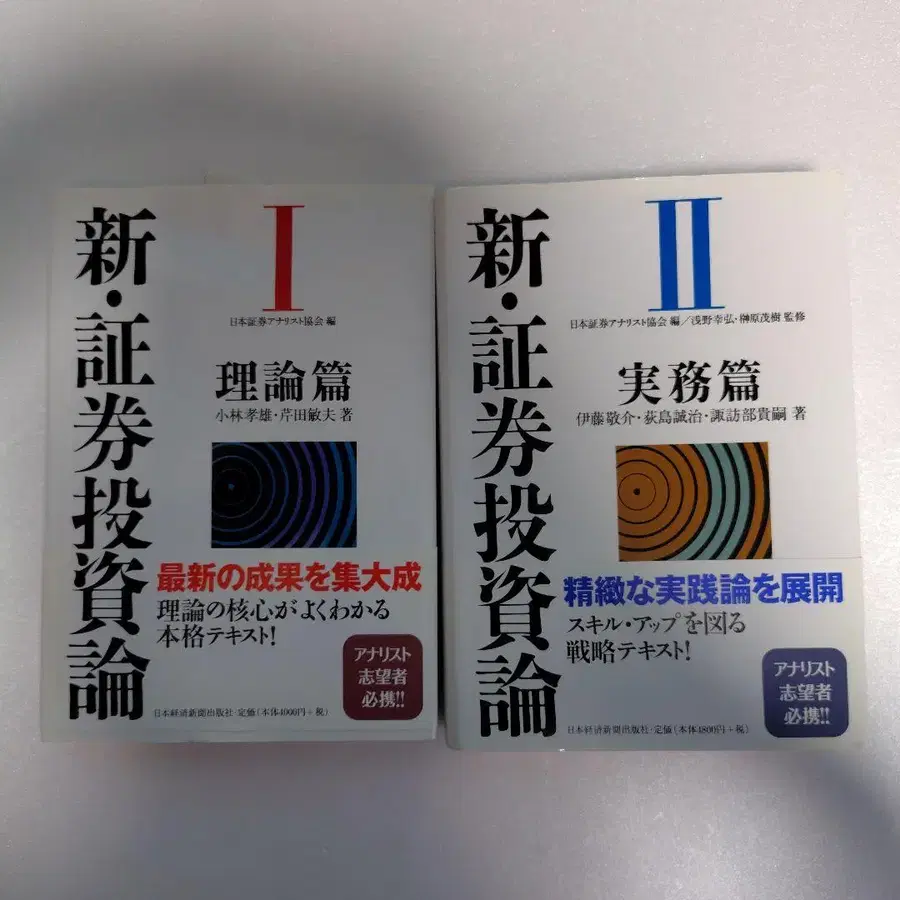 新・証券投資論
I
日本証券アナリスト協会 編
理論篇
小林孝雄・芹田敏夫 著
最新の成果を集大成
理論の核心がよくわかる
本格テキスト!
アナリスト
志望者
必携!!
日本経済新聞出版社・定価(本体4000円+税)
新・証券投資論
II
日本証券アナリスト協会 編/浅野幸弘・榊原茂樹 監修
実務篇
伊藤敬介・荻島誠治・諏訪部貴嗣 著
精緻な実践論を展開
スキル・アップを図る
戦略テキスト!
アナリスト
志望者
必携!!
日本経済新聞出版社・定価(本体4800円+税)